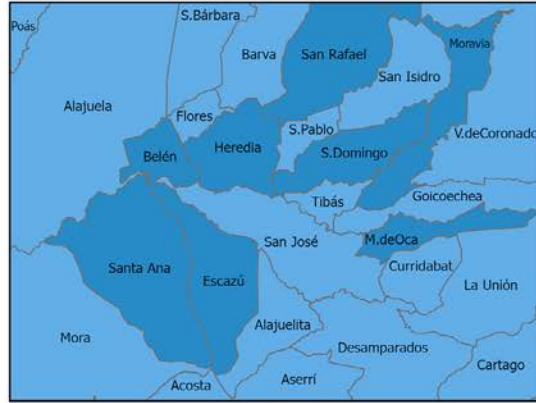 Poás
S.Bárbara
Barva
San Rafael
Moravia
San Isidro
Alajuela
Flores
S.Pablo
V.deCoronado
Belén
Heredia
S.Domingo
Tibás
Goicoechea
San José
M.deOca
Curridabat
Santa Ana
Escazú
La Unión
Mora
Alajuelita
Desamparados
Acosta
Aserrí
Cartago